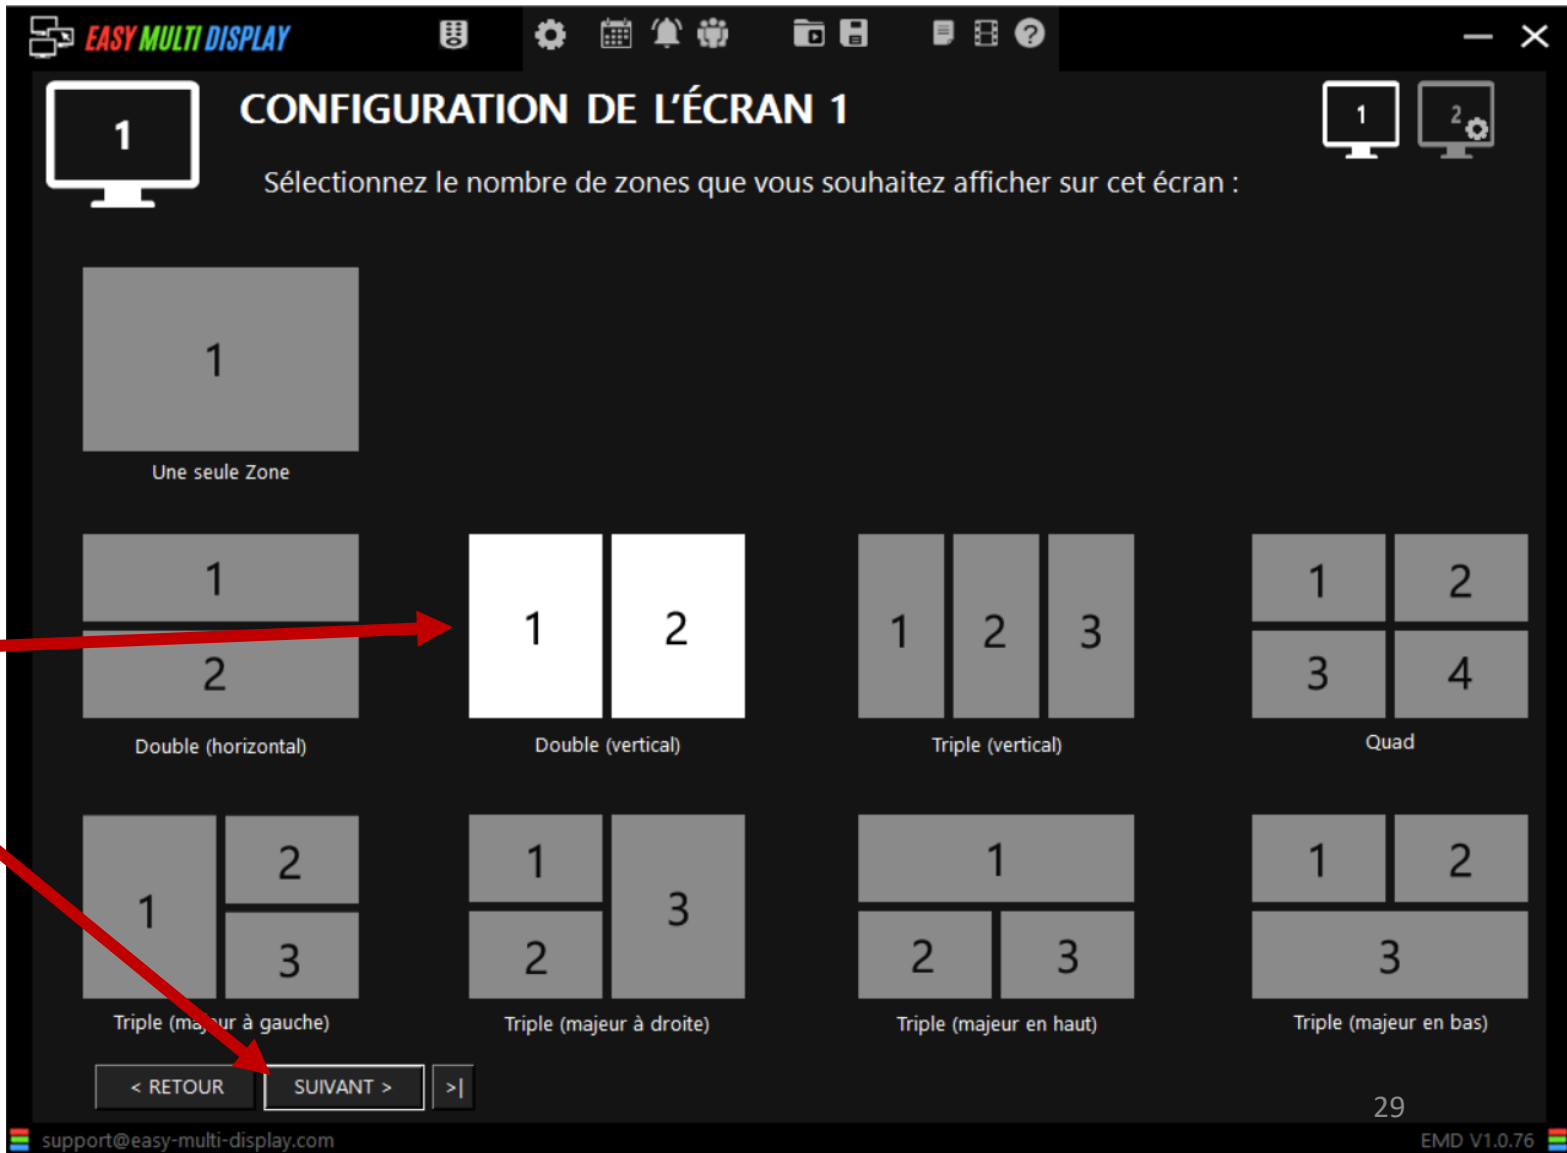 EASY MULTI DISPLAY
1
CONFIGURATION DE L'ÉCRAN 1
1
2
Sélectionnez le nombre de zones que vous souhaitez afficher sur cet écran :
1
Une seule Zone
1
2
Double (horizontal)
1 2
Double (vertical)
1 2 3
Triple (vertical)
1 2
3 4
Quad
1
2
3
Triple (majeur à gauche)
1
2
3
Triple (majeur à droite)
1
2 3
Triple (majeur en haut)
1 2
3
Triple (majeur en bas)
< RETOUR
SUIVANT >
>|
29
support@easy-multi-display.com
EMD V1.0.76